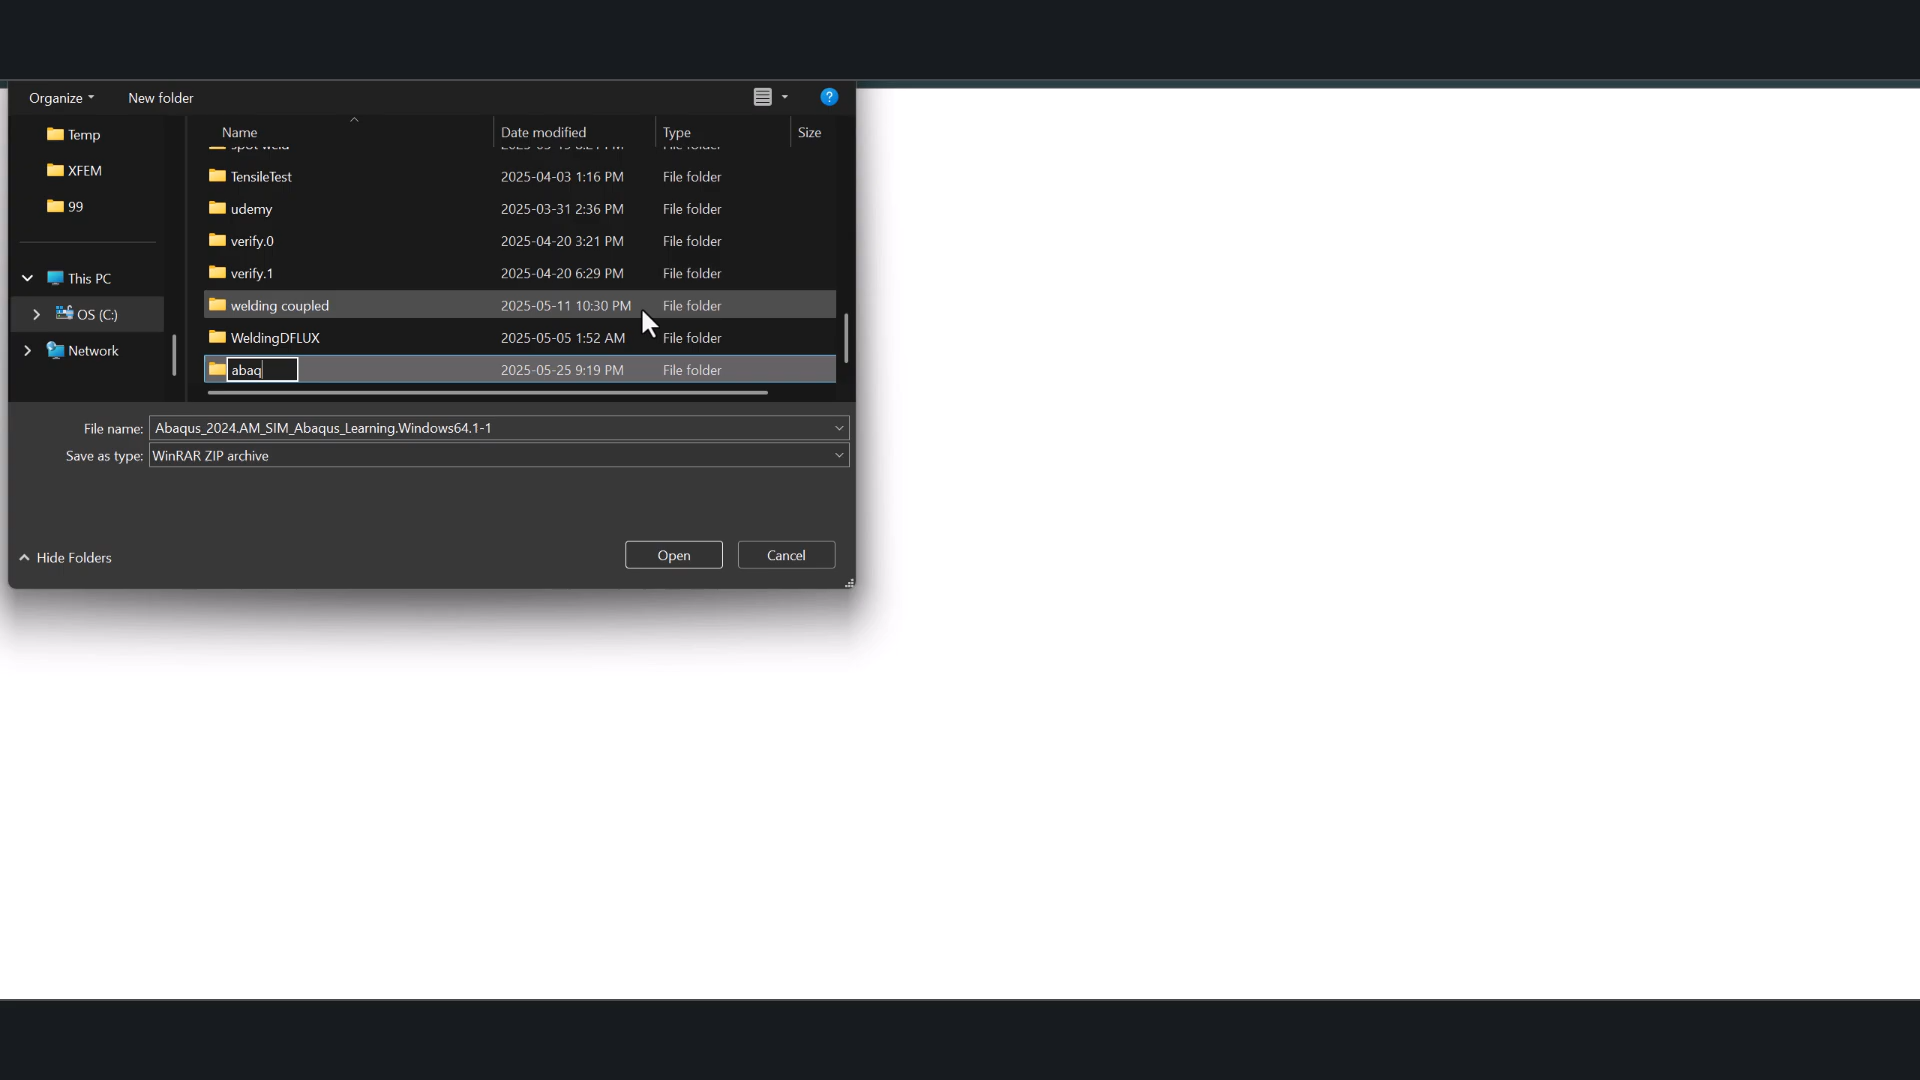 Organize New folder
Name Date modified Type Size
Temp
XFEM
99
This PC
OS (C:)
Network
spot weld File folder
TensileTest 2025-04-03 1:16 PM File folder
udemy 2025-03-31 2:36 PM File folder
verify.0 2025-04-20 3:21 PM File folder
verify.1 2025-04-20 6:29 PM File folder
welding coupled 2025-05-11 10:30 PM File folder
WeldingDFLUX 2025-05-05 1:52 AM File folder
abaq 2025-05-25 9:19 PM File folder
File name: Abaqus_2024.AM_SIM_Abaqus_Learning.Windows64.1-1
Save as type: WinRAR ZIP archive
Hide Folders
Open
Cancel